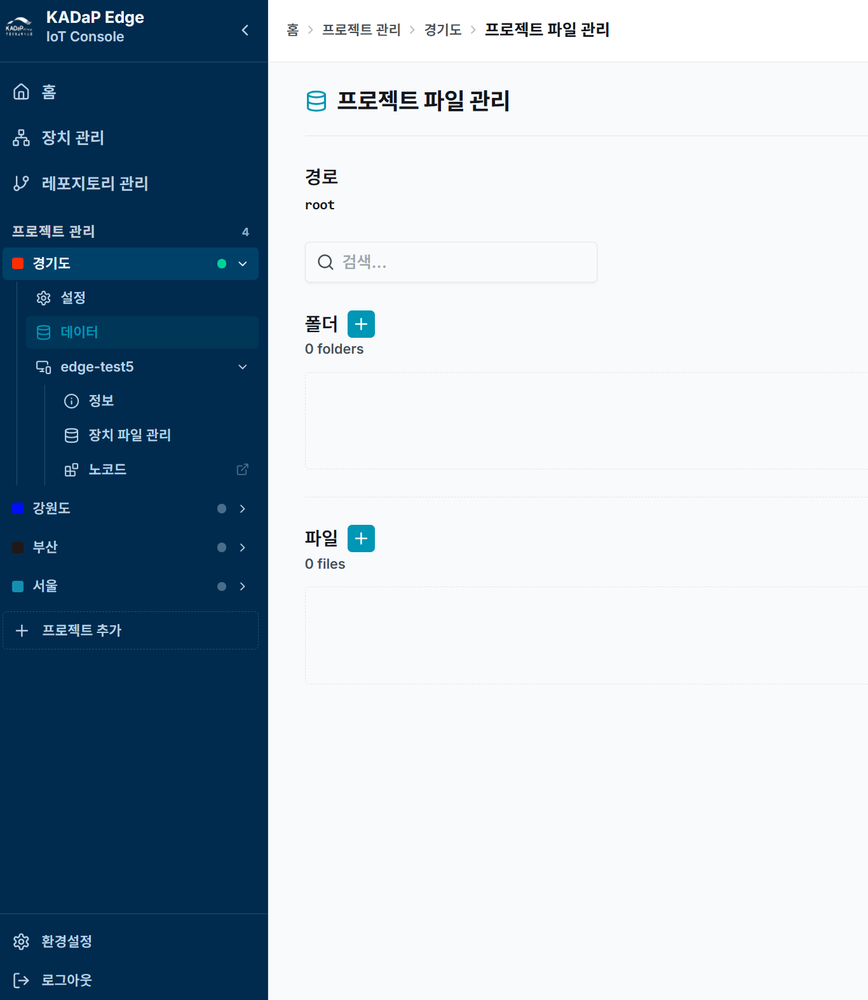 KADaP Edge
IoT Console
홈
장치 관리
레포지토리 관리
프로젝트 관리 4
경기도
설정
데이터
edge-test5
정보
장치 파일 관리
노코드
강원도
부산
서울
프로젝트 추가
환경설정
로그아웃
홈 > 프로젝트 관리 > 경기도 > 프로젝트 파일 관리
프로젝트 파일 관리
경로
root
검색...
폴더
0 folders
파일
0 files